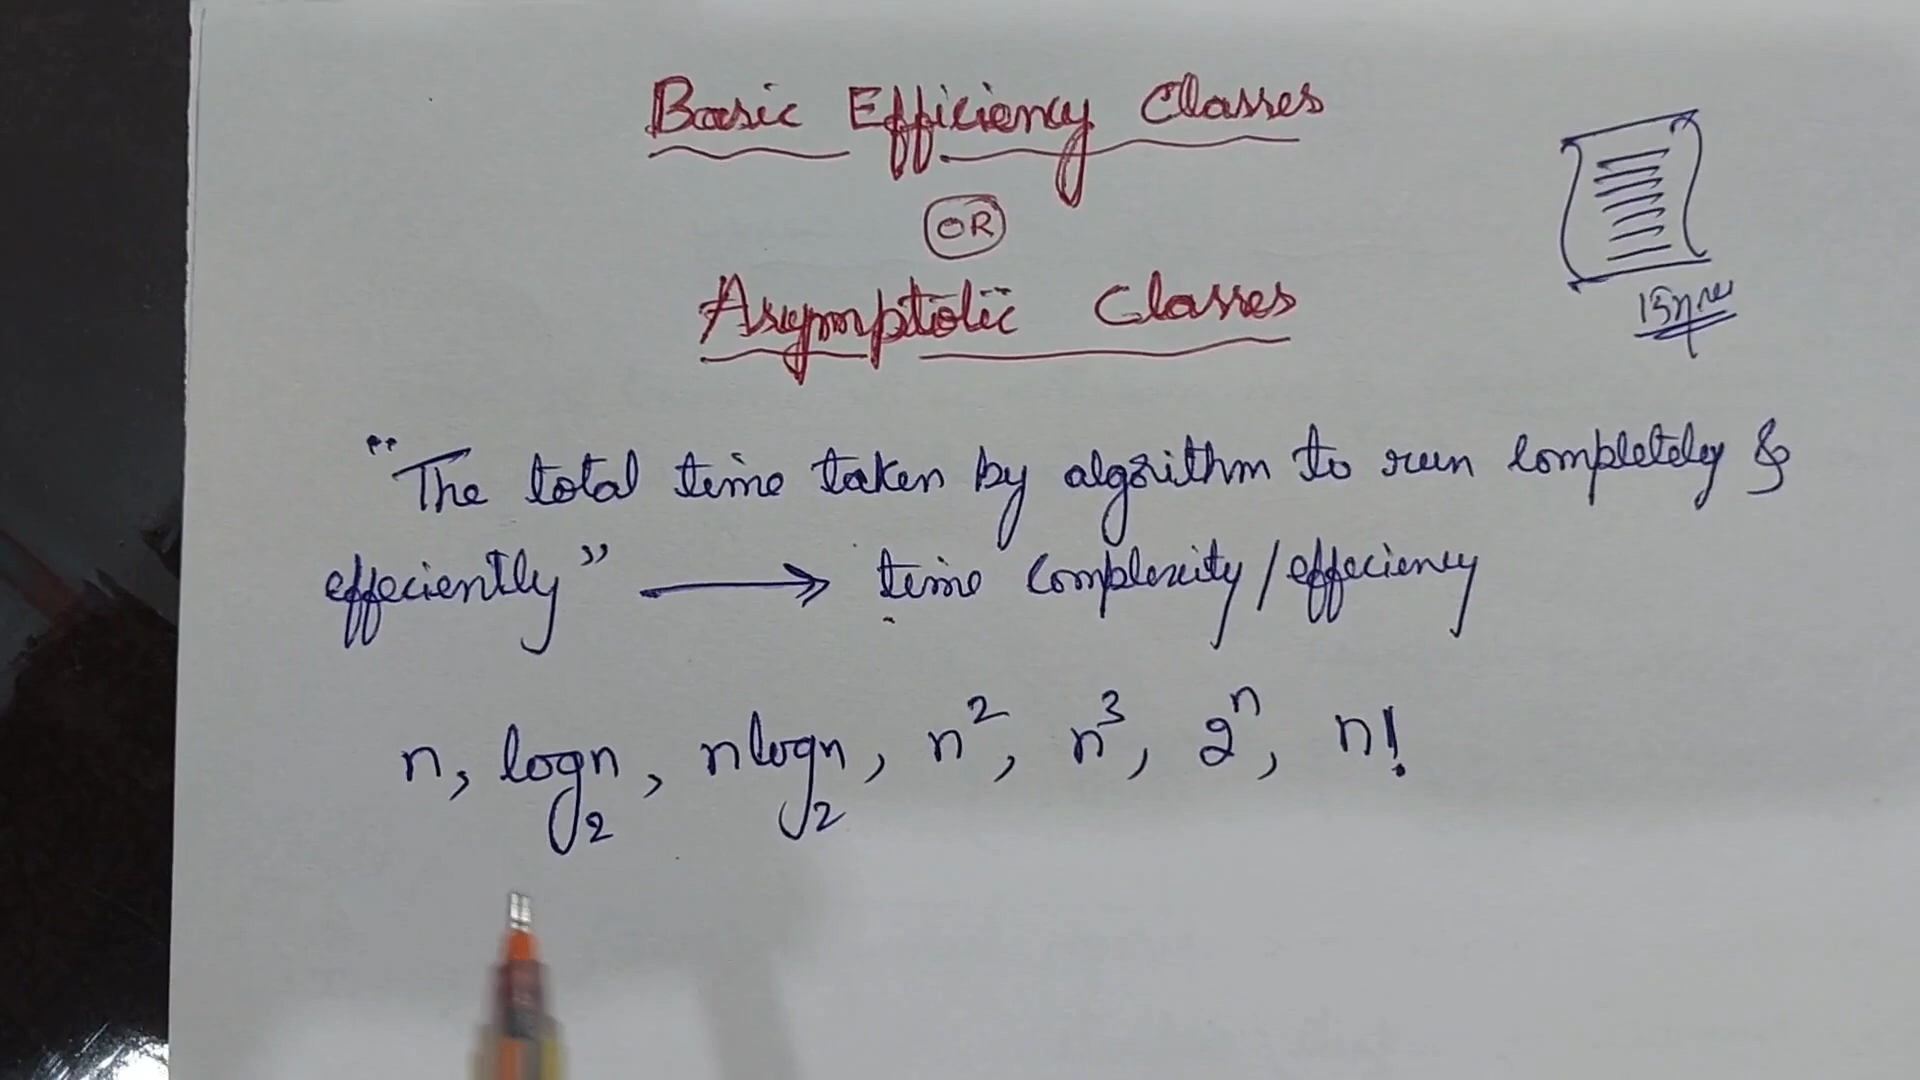 Basic Efficiency Classes
OR
Asymptotic Classes
"The total time taken by algorithm to run completely &
effeciently" → time complexity/effeciency
n, log₂n, nlog₂n, n², n³, 2ⁿ, n!